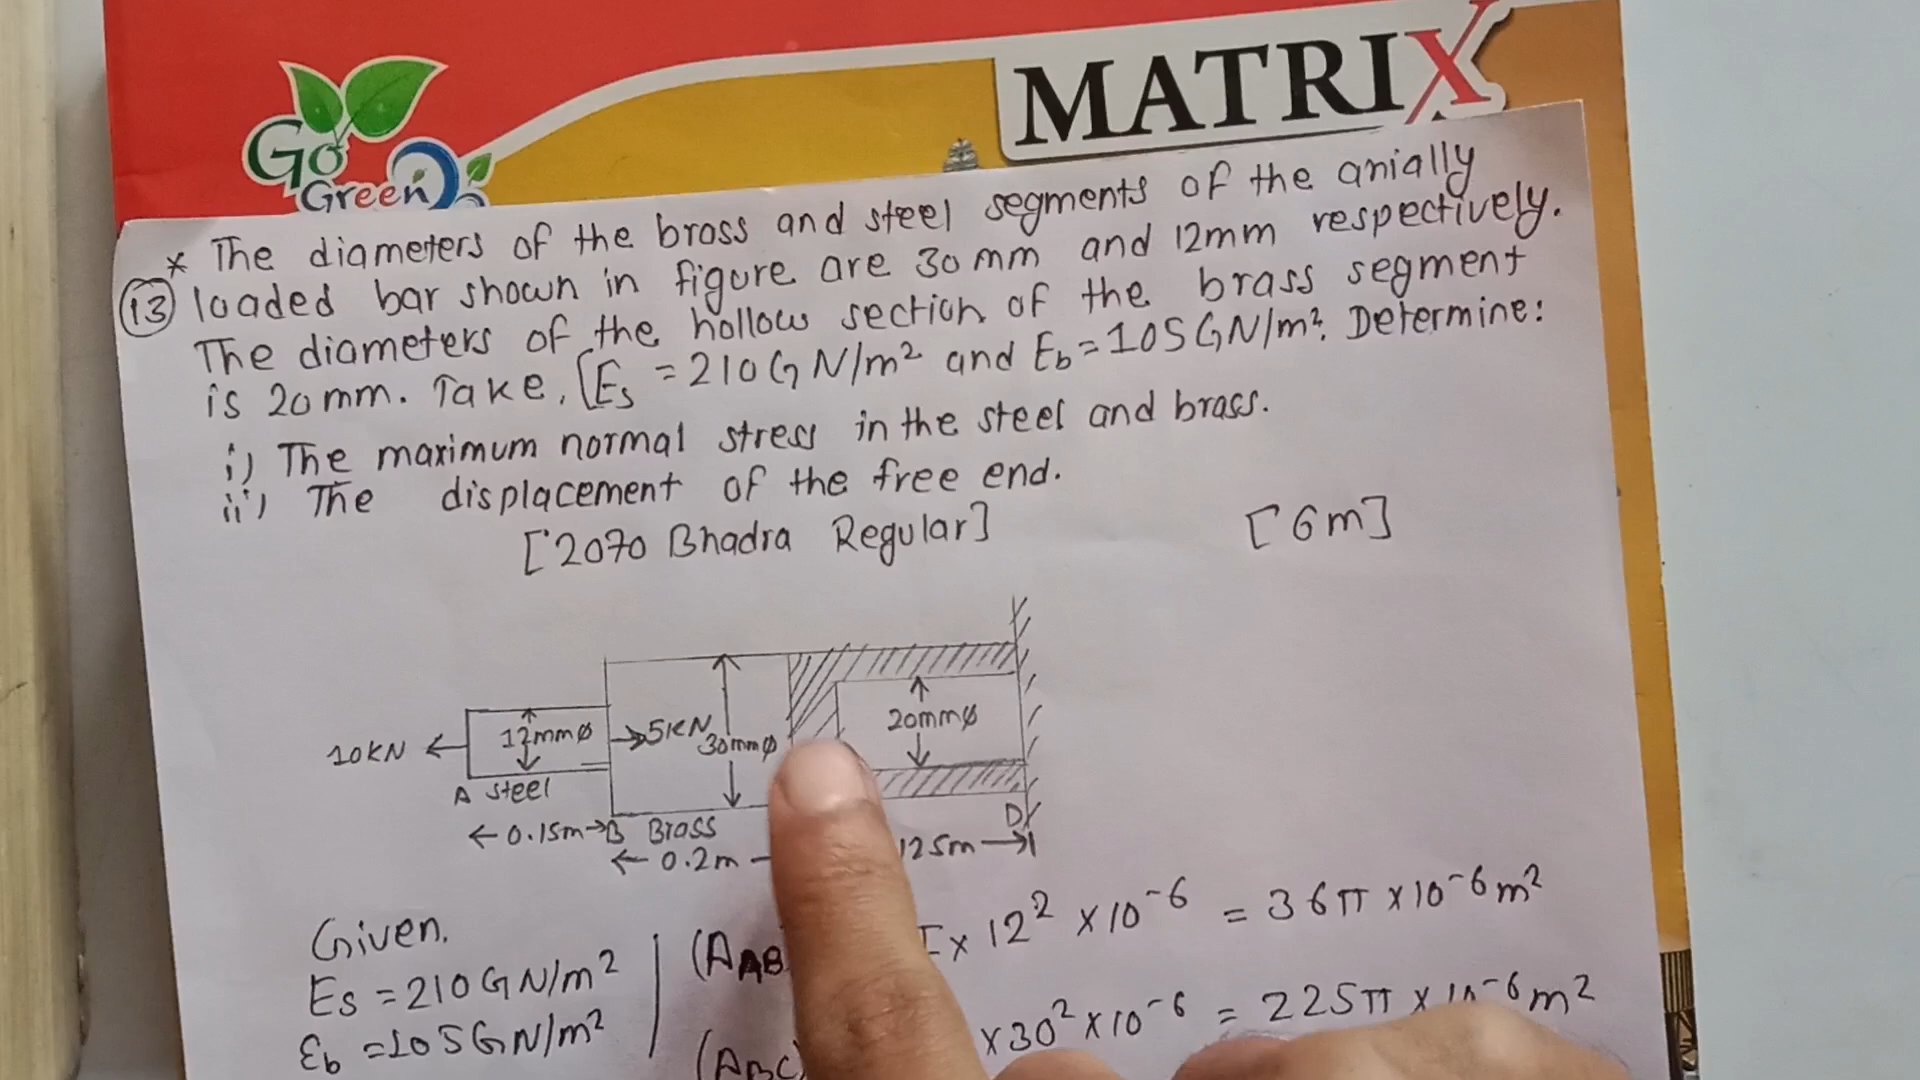 MATRIX
Go
Green
* The diameters of the brass and steel segments of the anially
(13) loaded bar shown in figure are 30 mm and 12mm respectively.
The diameters of the hollow section of the brass segment
is 20mm. Take, [Es = 210 GN/m² and Eb = 105 GN/m². Determine:
i) The maximum normal stress in the steel and brass.
ii) The displacement of the free end.
[2070 Bhadra Regular] [6m]
10KN ← 12mmø → 5KN 30mmø 20mmø
A steel
← 0.15m → B Brass D
← 0.2m 125m →
Given,
Es = 210 GN/m²
Eb = 105 GN/m²
(AAB x 12² x 10⁻⁶ = 36π x 10⁻⁶ m²
(ABC) x 30² x 10⁻⁶ = 225π x 10⁻⁶ m²